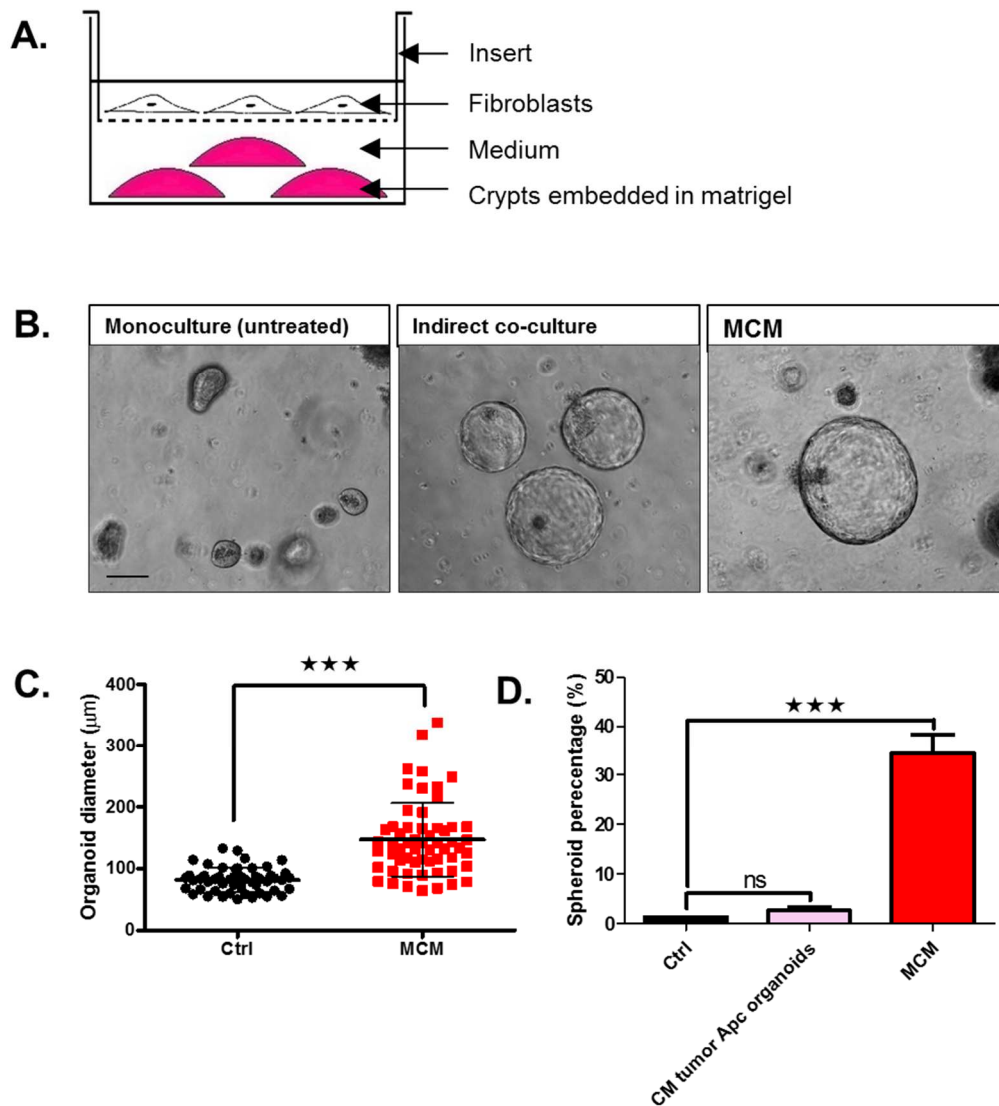 A.
Insert
Fibroblasts
Medium
Crypts embedded in matrigel
B.
Monoculture (untreated)
Indirect co-culture
MCM
C.
★★★
Organoid diameter (μm)
400
300
200
100
0
Ctrl
MCM
D.
★★★
ns
Spheroid perecentage (%)
50
40
30
20
10
0
Ctrl
CM tumor Apc organoids
MCM